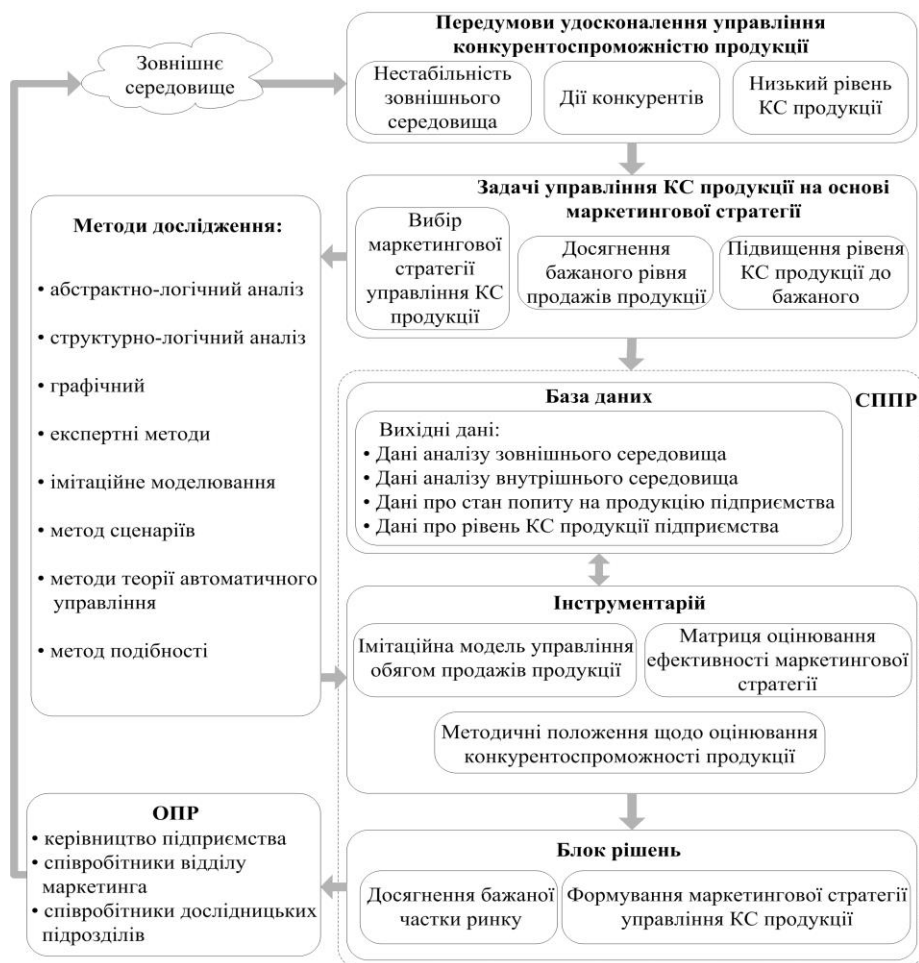 Зовнішнє
середовище
Передумови удосконалення управління
конкурентоспроможністю продукції
Нестабільність
зовнішнього
середовища
Дії конкурентів
Низький рівень
КС продукції
Задачі управління КС продукції на основі
маркетингової стратегії
Вибір
маркетингової
стратегії
управління КС
продукції
Досягнення
бажаного рівня
продажів продукції
Підвищення рівеня
КС продукції до
бажаного
Методи дослідження:
• абстрактно-логічний аналіз
• структурно-логічний аналіз
• графічний
• експертні методи
• імітаційне моделювання
• метод сценаріїв
• методи теорії автоматичного
управління
• метод подібності
СППР
База даних
Вихідні дані:
• Дані аналізу зовнішнього середовища
• Дані аналізу внутрішнього середовища
• Дані про стан попиту на продукцію підприємства
• Дані про рівень КС продукції підприємства
Інструментарій
Імітаційна модель управління
обягом продажів продукції
Матриця оцінювання
ефективності маркетингової
стратегії
Методичні положення щодо оцінювання
конкурентоспроможності продукції
Блок рішень
Досягнення бажаної
частки ринку
Формування маркетингової стратегії
управління КС продукції
ОПР
• керівництво підприємства
• співробітники відділу
маркетинга
• співробітники дослідницьких
підрозділів